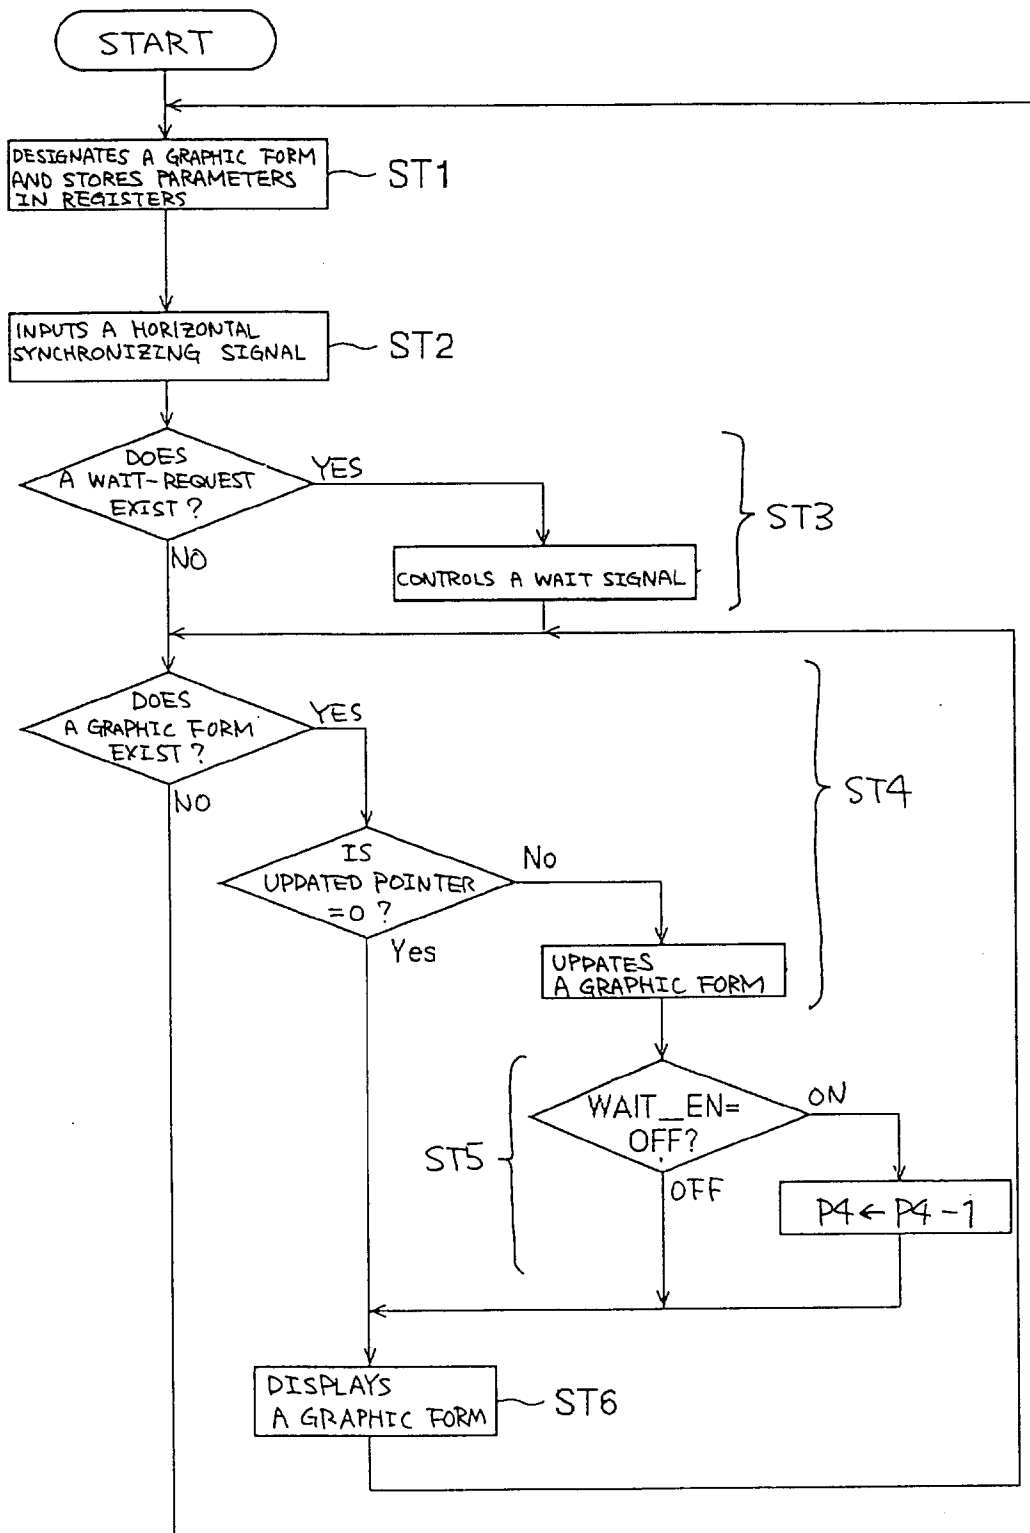 START
DESIGNATES A GRAPHIC FORM
AND STORES PARAMETERS
IN REGISTERS
ST1
INPUTS A HORIZONTAL
SYNCHRONIZING SIGNAL
ST2
DOES
A WAIT-REQUEST
EXIST?
YES
NO
CONTROLS A WAIT SIGNAL
ST3
DOES
A GRAPHIC FORM
EXIST?
YES
NO
IS
UPDATED POINTER
=0?
No
Yes
UPDATES
A GRAPHIC FORM
ST4
WAIT__EN=
OFF?
ON
OFF
P4←P4-1
ST5
DISPLAYS
A GRAPHIC FORM
ST6